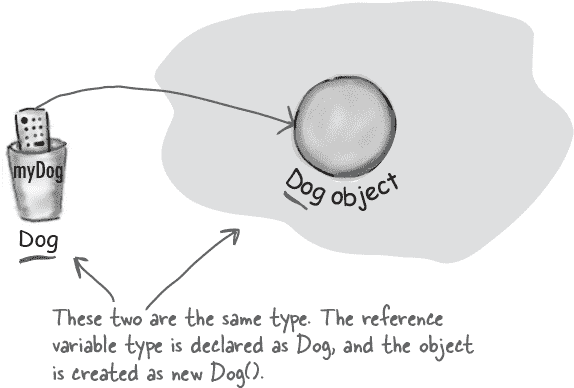 myDog
Dog
Dog object
These two are the same type. The reference
variable type is declared as Dog, and the object
is created as new Dog().